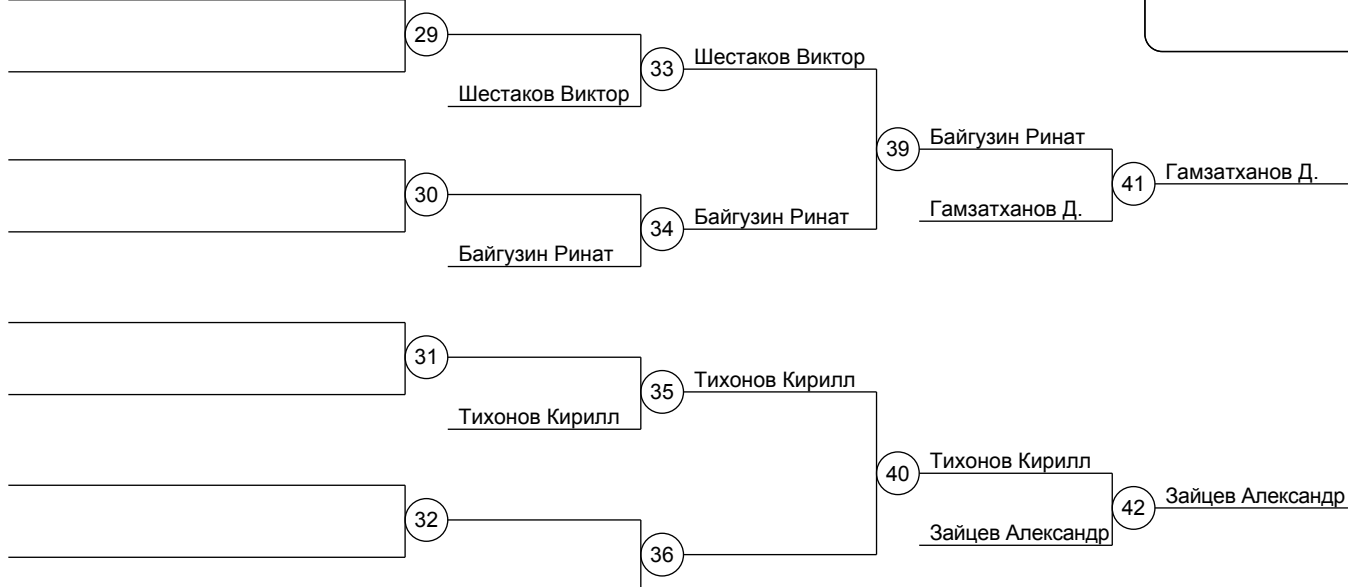 29
33
Шестаков Виктор
Шестаков Виктор
39
Байгузин Ринат
41
Гамзатханов Д.
30
34
Байгузин Ринат
Гамзатханов Д.
Байгузин Ринат
31
35
Тихонов Кирилл
Тихонов Кирилл
40
Тихонов Кирилл
42
Зайцев Александр
32
36
Зайцев Александр